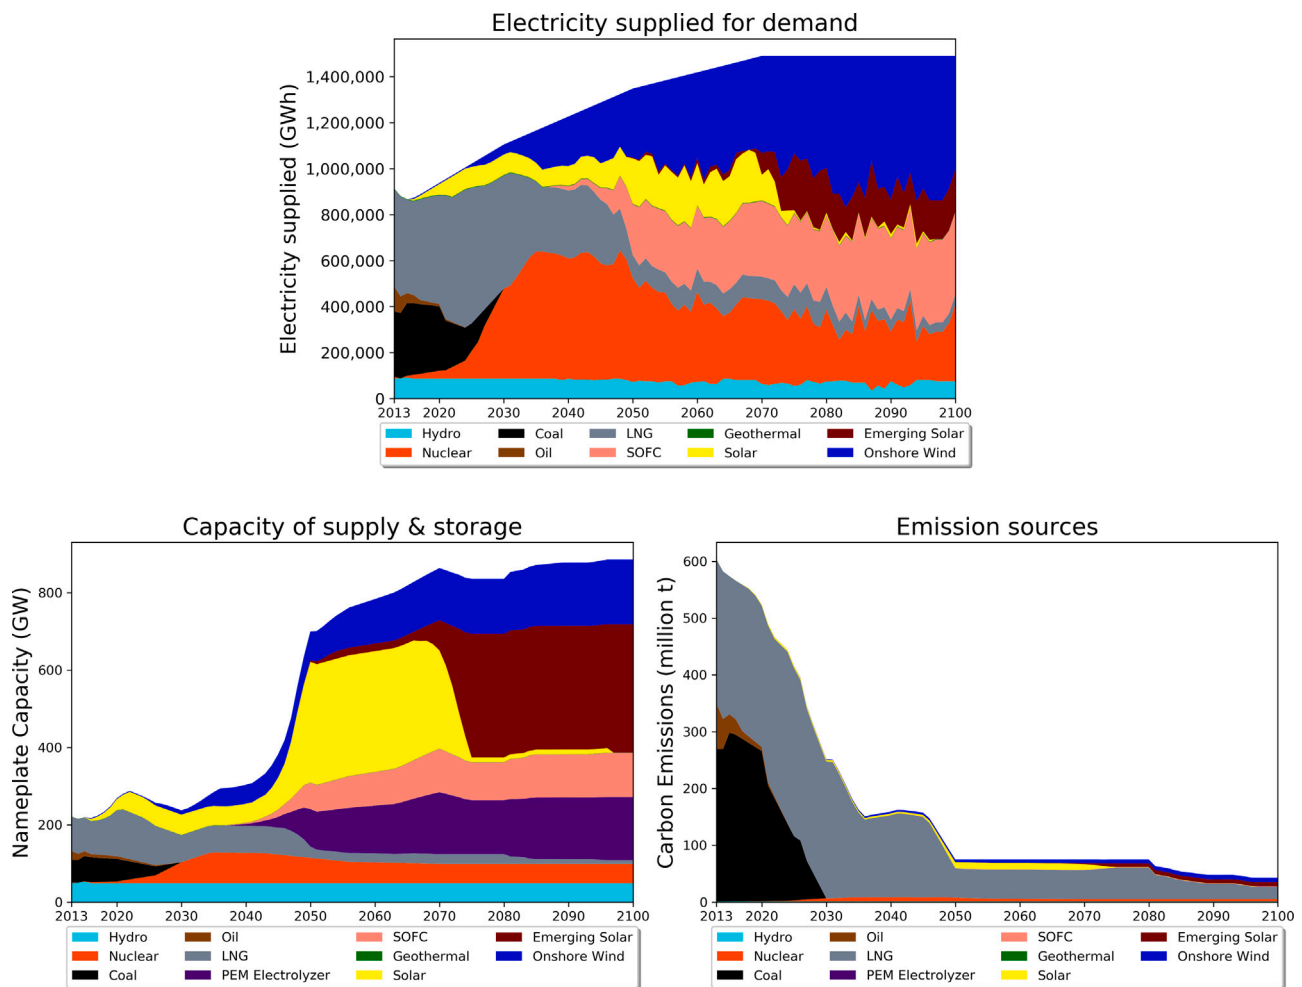 Electricity supplied for demand
Electricity supplied (GWh)
1,400,000
1,200,000
1,000,000
800,000
600,000
400,000
200,000
0
2013 2020 2030 2040 2050 2060 2070 2080 2090 2100
Hydro Coal LNG Geothermal Emerging Solar
Nuclear Oil SOFC Solar Onshore Wind
Capacity of supply & storage
Nameplate Capacity (GW)
800
600
400
200
0
2013 2020 2030 2040 2050 2060 2070 2080 2090 2100
Hydro Oil SOFC Emerging Solar
Nuclear LNG Geothermal Onshore Wind
Coal PEM Electrolyzer Solar
Emission sources
Carbon Emissions (million t)
600
500
400
300
200
100
0
2013 2020 2030 2040 2050 2060 2070 2080 2090 2100
Hydro Oil SOFC Emerging Solar
Nuclear LNG Geothermal Onshore Wind
Coal PEM Electrolyzer Solar